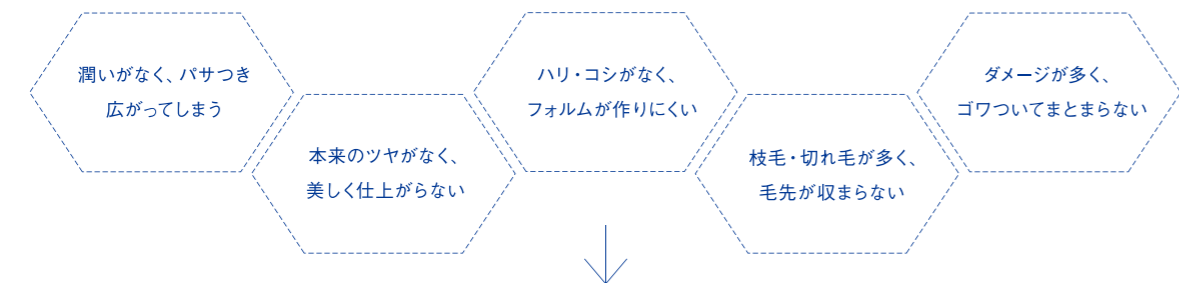 潤いがなく、パサつき
広がってしまう
本来のツヤがなく、
美しく仕上がらない
ハリ・コシがなく、
フォルムが作りにくい
枝毛・切れ毛が多く、
毛先が収まらない
ダメージが多く、
ゴワついてまとまらない